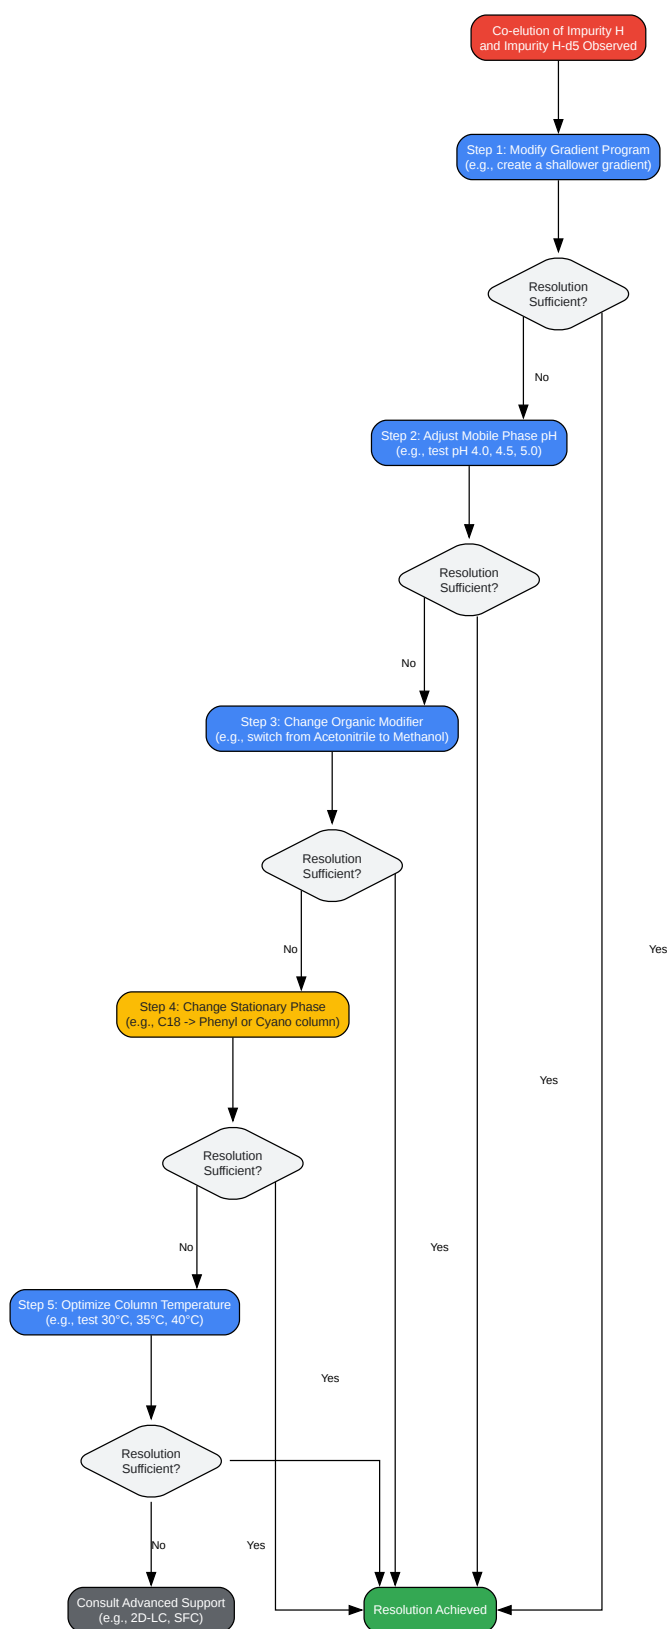 Co-elution of Impurity H
and Impurity H-d5 Observed
Step 1: Modify Gradient Program
(e.g., create a shallower gradient)
Resolution
Sufficient?
No
Step 2: Adjust Mobile Phase pH
(e.g., test pH 4.0, 4.5, 5.0)
Resolution
Sufficient?
No
Step 3: Change Organic Modifier
(e.g., switch from Acetonitrile to Methanol)
Resolution
Sufficient?
No
Yes
Step 4: Change Stationary Phase
(e.g., C18 -> Phenyl or Cyano column)
Yes
Resolution
Sufficient?
No
Yes
Step 5: Optimize Column Temperature
(e.g., test 30°C, 35°C, 40°C)
Yes
Resolution
Sufficient?
No
Yes
Consult Advanced Support
(e.g., 2D-LC, SFC)
Resolution Achieved